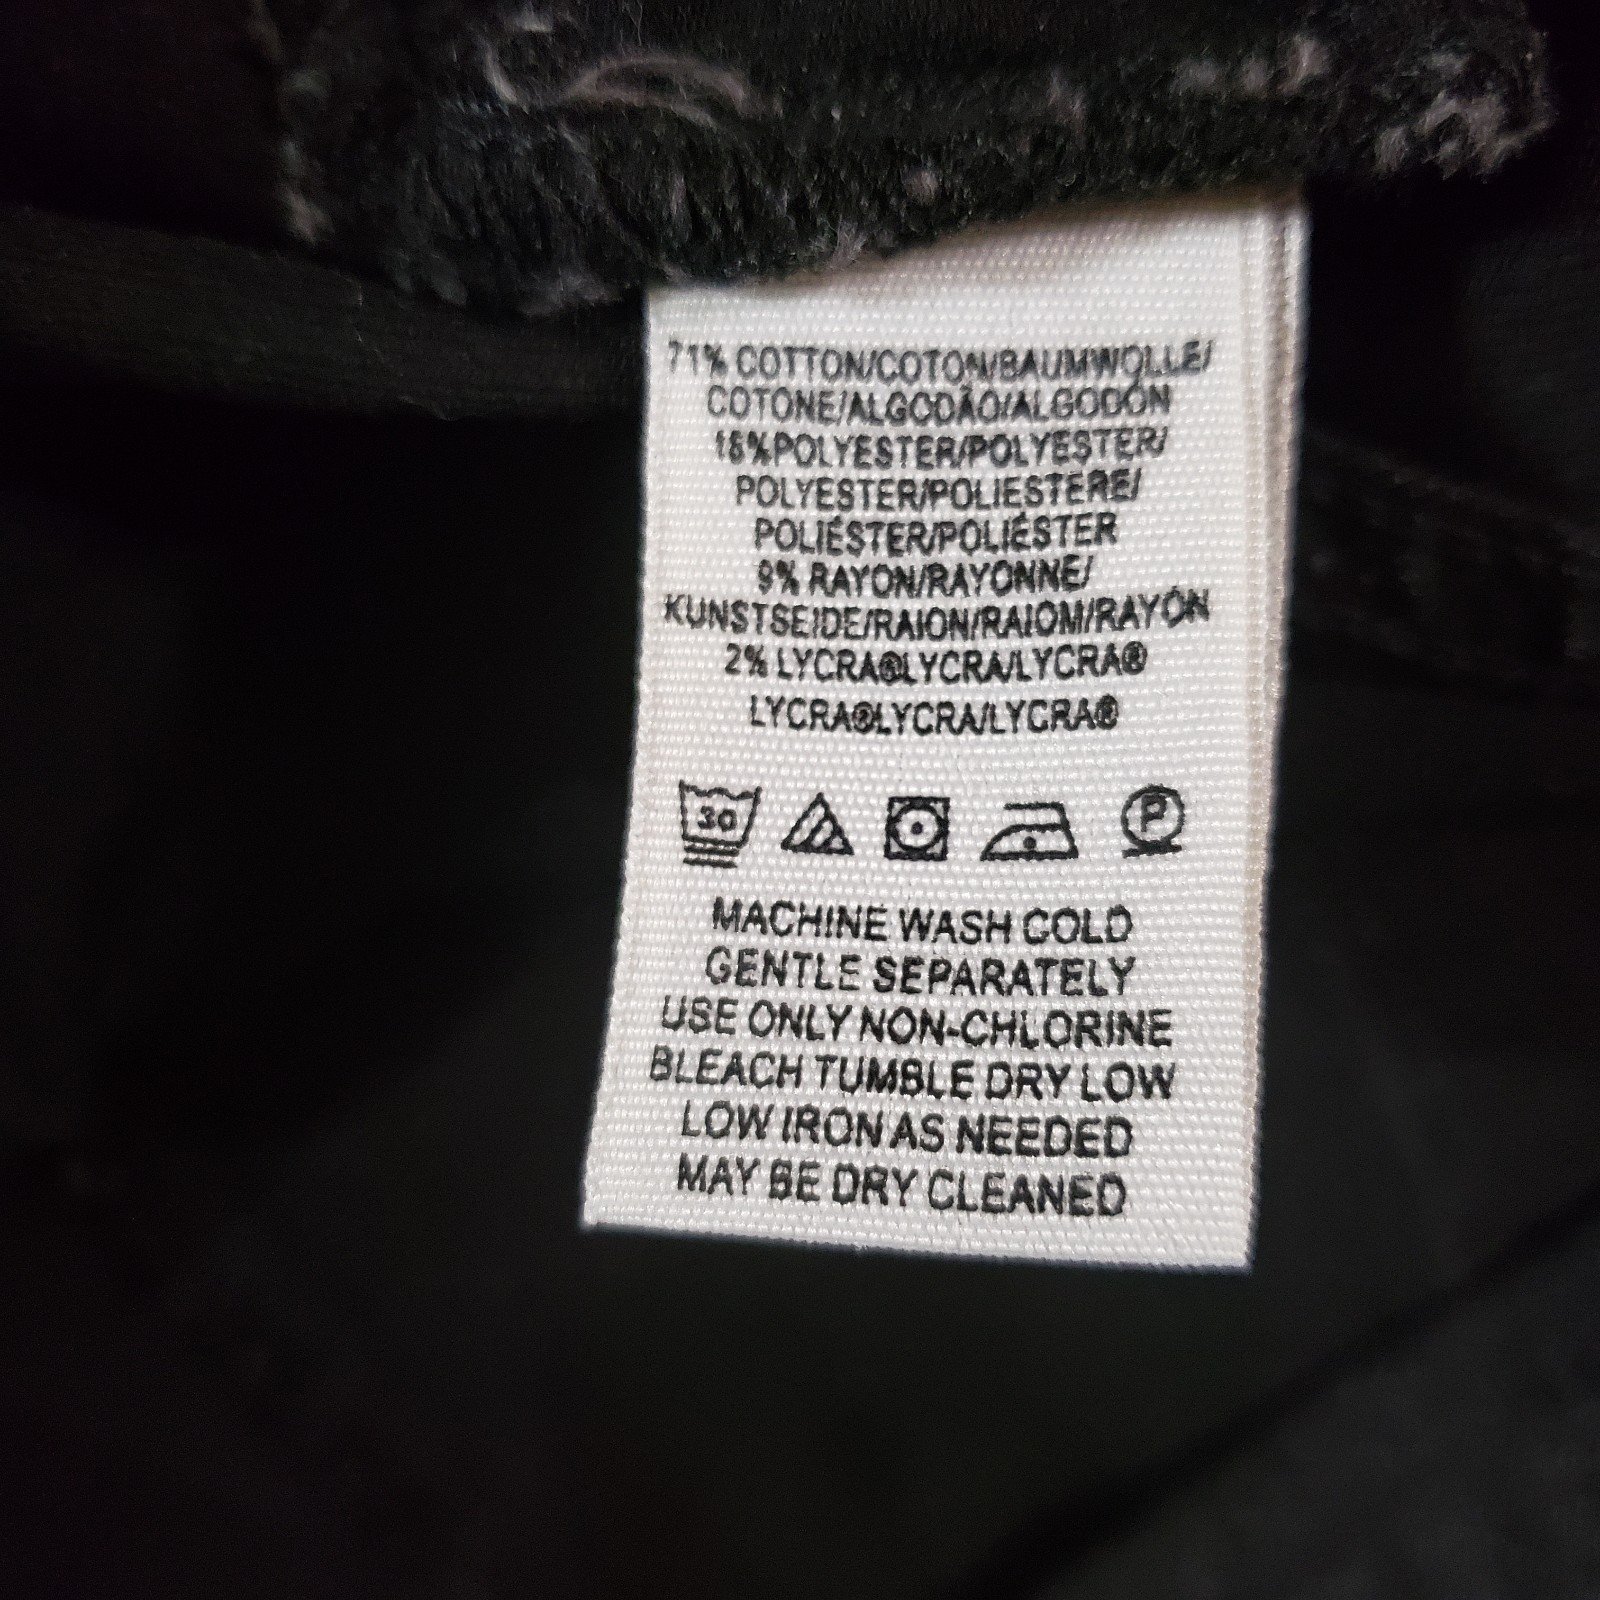 71% COTTON/COTON/BAUMWOLLE/
COTONE/ALGODÃO/ALGODÓN
18%POLYESTER/POLYESTER/
POLYESTER/POLIESTERE/
POLIÉSTER/POLIÉSTER
9% RAYON/RAYONNE/
KUNSTSEIDE/RAION/RAIOM/RAYÓN
2% LYCRA®LYCRA/LYCRA®
LYCRA®LYCRA/LYCRA®
30
P
MACHINE WASH COLD
GENTLE SEPARATELY
USE ONLY NON-CHLORINE
BLEACH TUMBLE DRY LOW
LOW IRON AS NEEDED
MAY BE DRY CLEANED